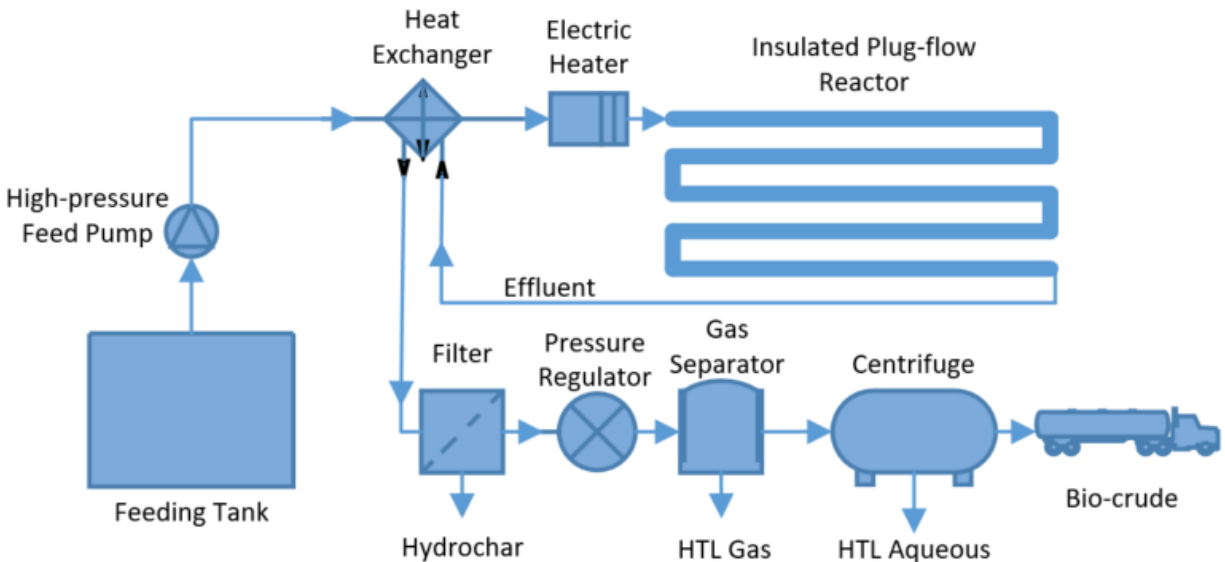 Heat
Exchanger
Electric
Heater
Insulated Plug-flow
Reactor
High-pressure
Feed Pump
Effluent
Feeding Tank
Filter
Pressure
Regulator
Gas
Separator
Centrifuge
Bio-crude
Hydrochar
HTL Gas
HTL Aqueous